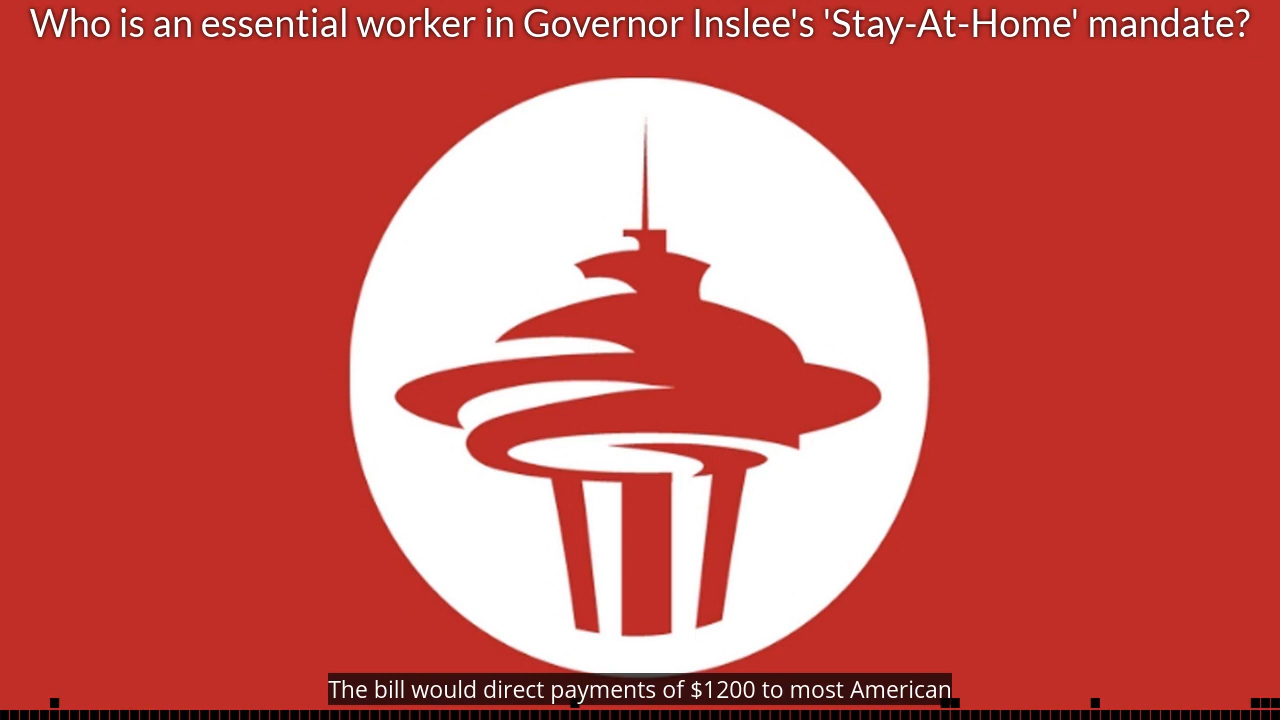 Who is an essential worker in Governor Inslee's 'Stay-At-Home' mandate?
The bill would direct payments of $1200 to most American